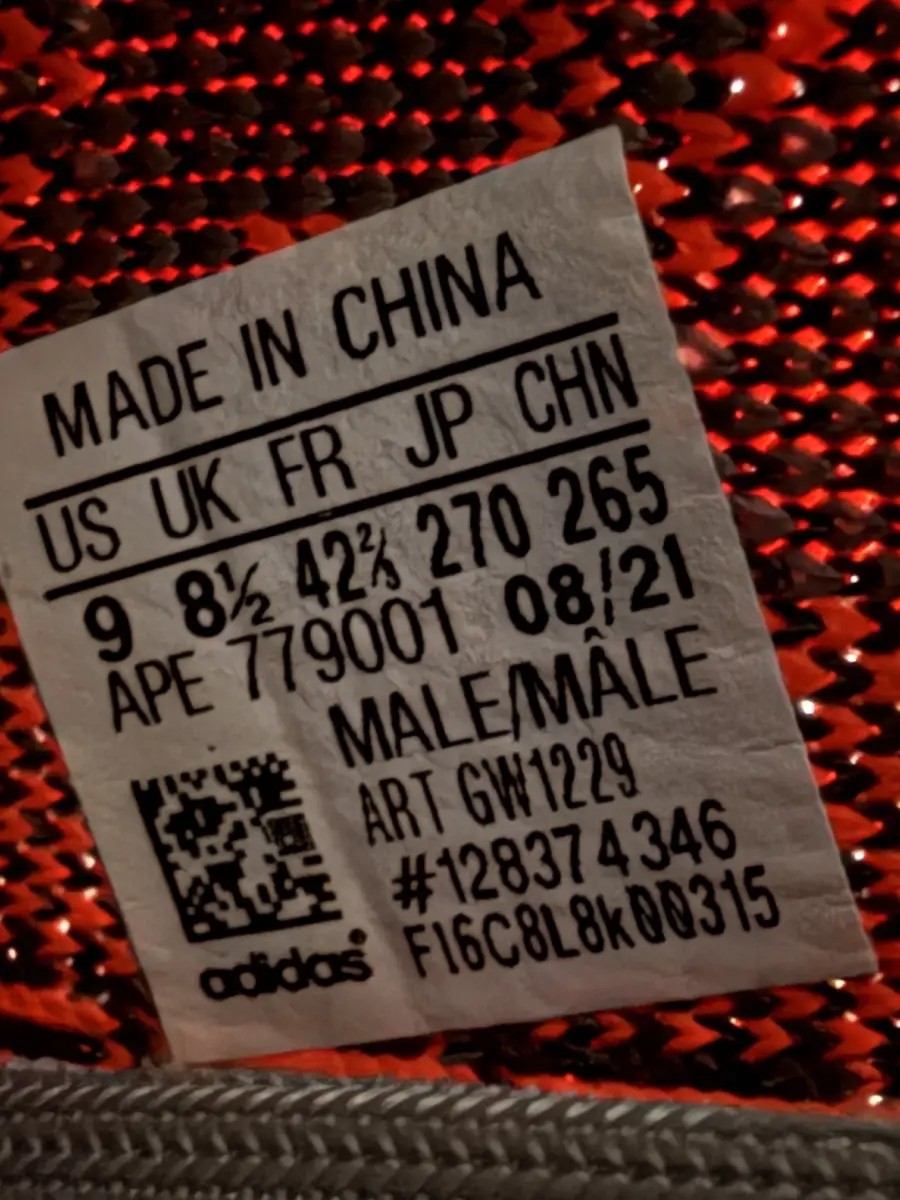 MADE IN CHINA
US UK FR JP CHN
9 8½ 42⅔ 270 265
APE 779001 08/21
MALE/MÂLE
ART GW1229
#128374346
F16C8L8k00315
adidas®